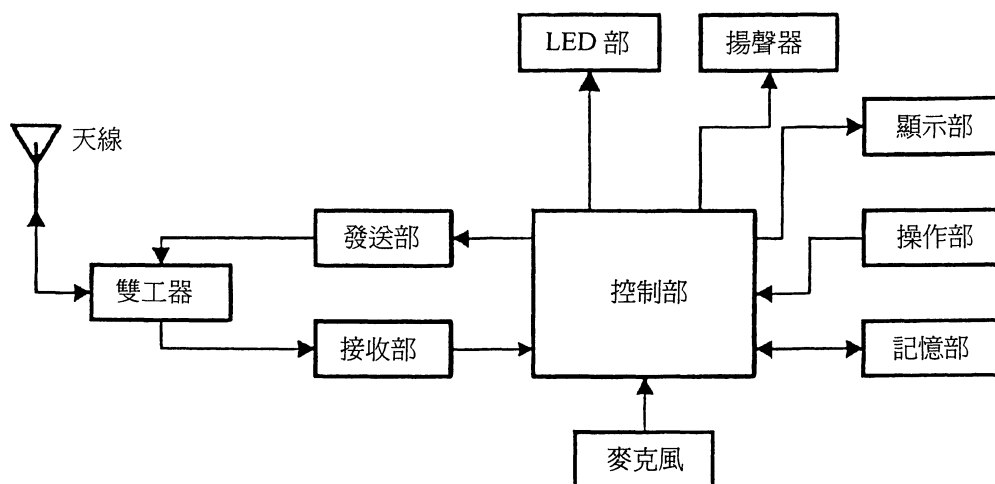 LED 部
揚聲器
顯示部
天線
發送部
操作部
雙工器
控制部
接收部
記憶部
麥克風